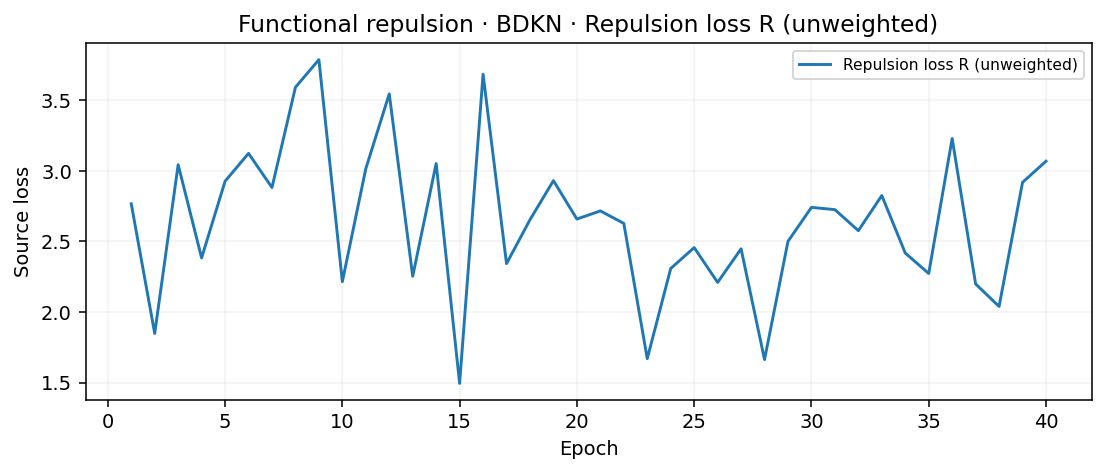 Functional repulsion · BDKN · Repulsion loss R (unweighted)
Repulsion loss R (unweighted)
Source loss
3.5
3.0
2.5
2.0
1.5
0 5 10 15 20 25 30 35 40
Epoch